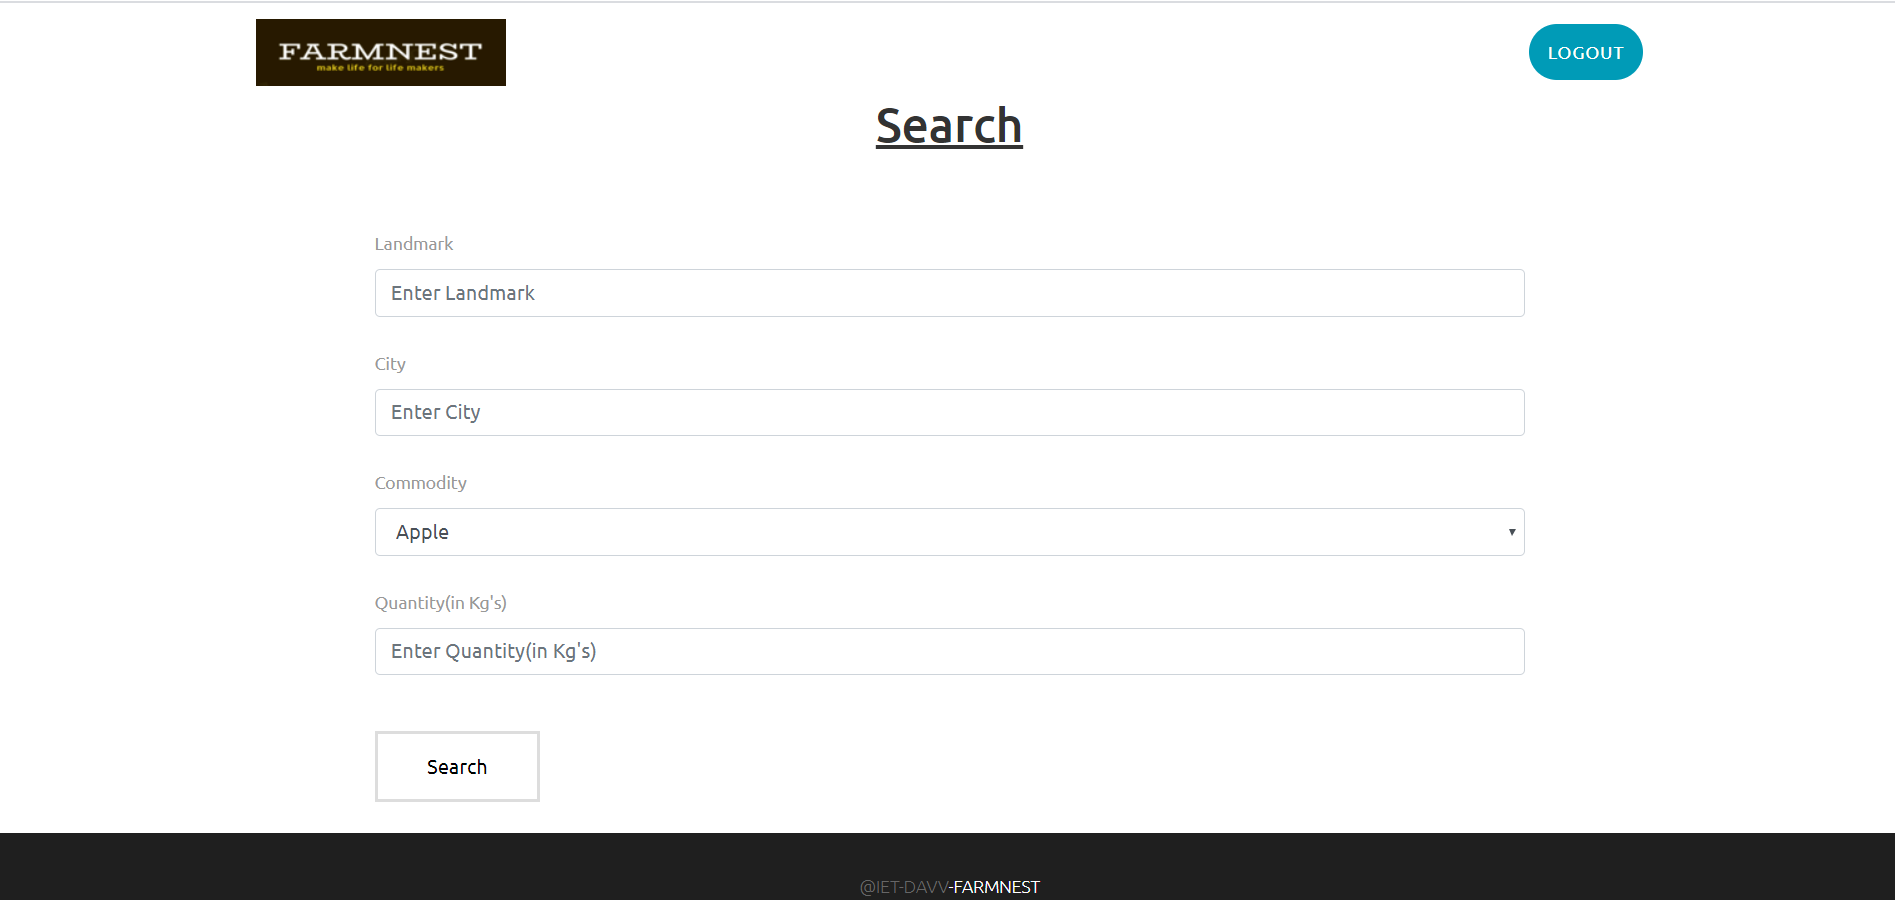 FARMNEST
make life for life makers
LOGOUT
Search
Landmark
Enter Landmark
City
Enter City
Commodity
Apple
Quantity(in Kg's)
Enter Quantity(in Kg's)
Search
@IET-DAVV-FARMNEST